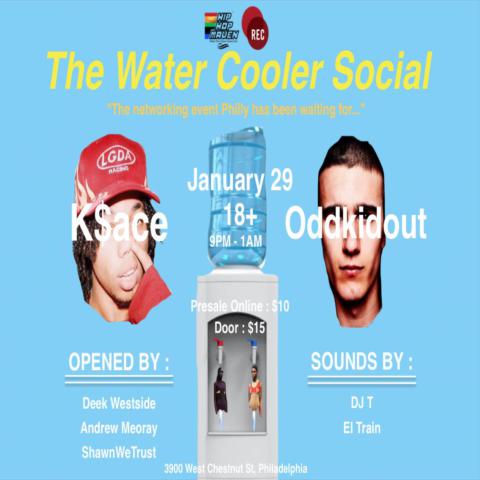 HIP
HOP
MAVEN
REC
The Water Cooler Social
"The networking event Philly has been waiting for..."
LGDA
RACING
January 29
K$ace
18+
Oddkidout
9PM - 1AM
Presale Online : $10
Door : $15
OPENED BY :
SOUNDS BY :
Deek Westside
DJ T
Andrew Meoray
El Train
ShawnWeTrust
3900 West Chestnut St, Philadelphia